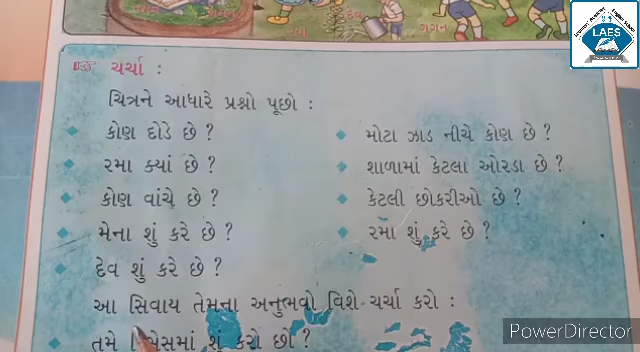 દેવ
ગગન
LAES
ચર્ચા :
ચિત્રને આધારે પ્રશ્નો પૂછો :
કોણ દોડે છે ?
રમા ક્યાં છે ?
કોણ વાંચે છે ?
મેના શું કરે છે ?
દેવ શું કરે છે ?
મોટા ઝાડ નીચે કોણ છે ?
શાળામાં કેટલા ઓરડા છે ?
કેટલી છોકરીઓ છે ?
રમા શું કરે છે ?
આ સિવાય તેમના અનુભવો વિશે ચર્ચા કરો :
તમે શું કરો છો ?
PowerDirector